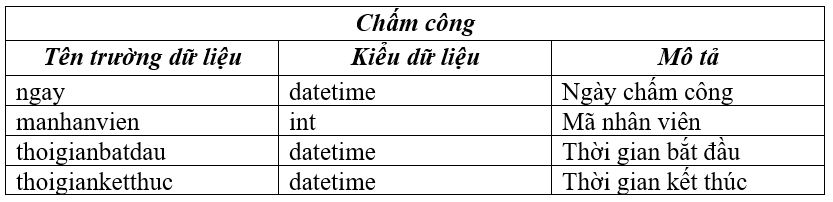 Chấm công
Tên trường dữ liệu Kiểu dữ liệu Mô tả
ngay datetime Ngày chấm công
manhanvien int Mã nhân viên
thoigianbatdau datetime Thời gian bắt đầu
thoigianketthuc datetime Thời gian kết thúc